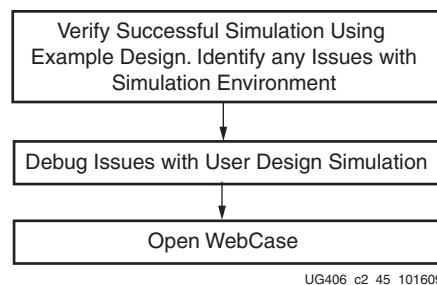 Verify Successful Simulation Using
Example Design. Identify any Issues with
Simulation Environment
Debug Issues with User Design Simulation
Open WebCase
UG406_c2_45_101609